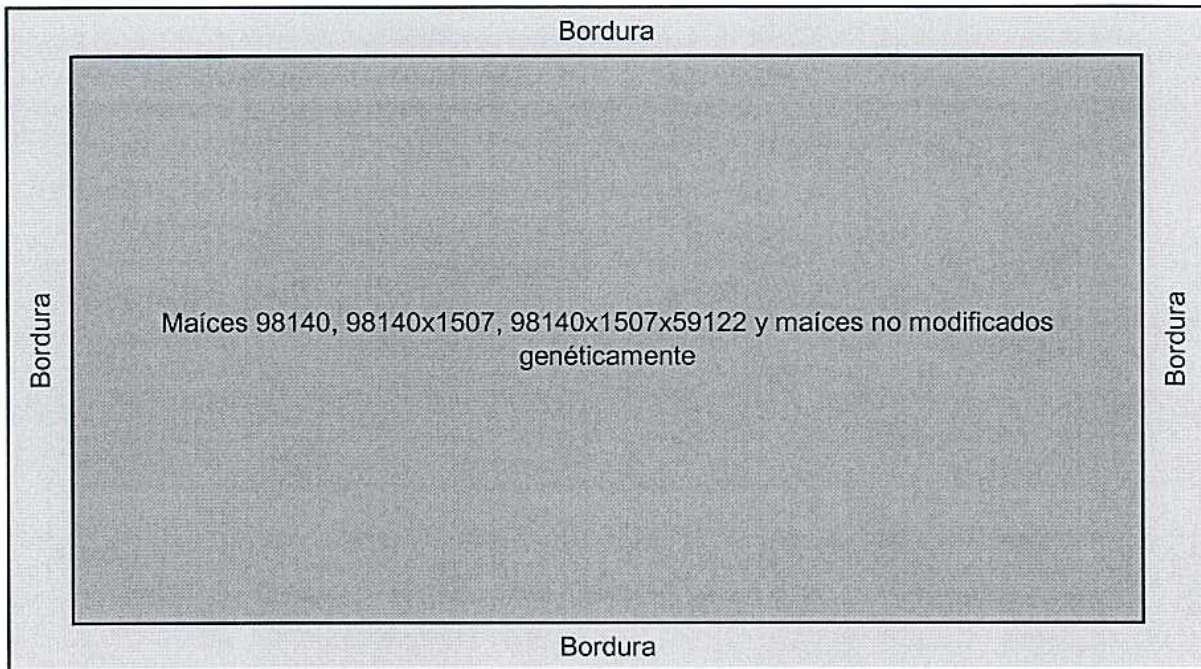 Bordura
Bordura
Maíces 98140, 98140x1507, 98140x1507x59122 y maíces no modificados
genéticamente
Bordura
Bordura